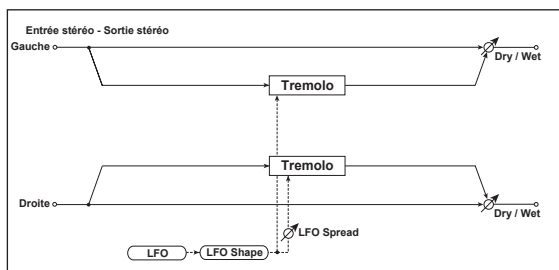 Entrée stéréo - Sortie stéréo
Gauche
Dry / Wet
Tremolo
Tremolo
Droite
Dry / Wet
LFO Spread
LFO
LFO Shape